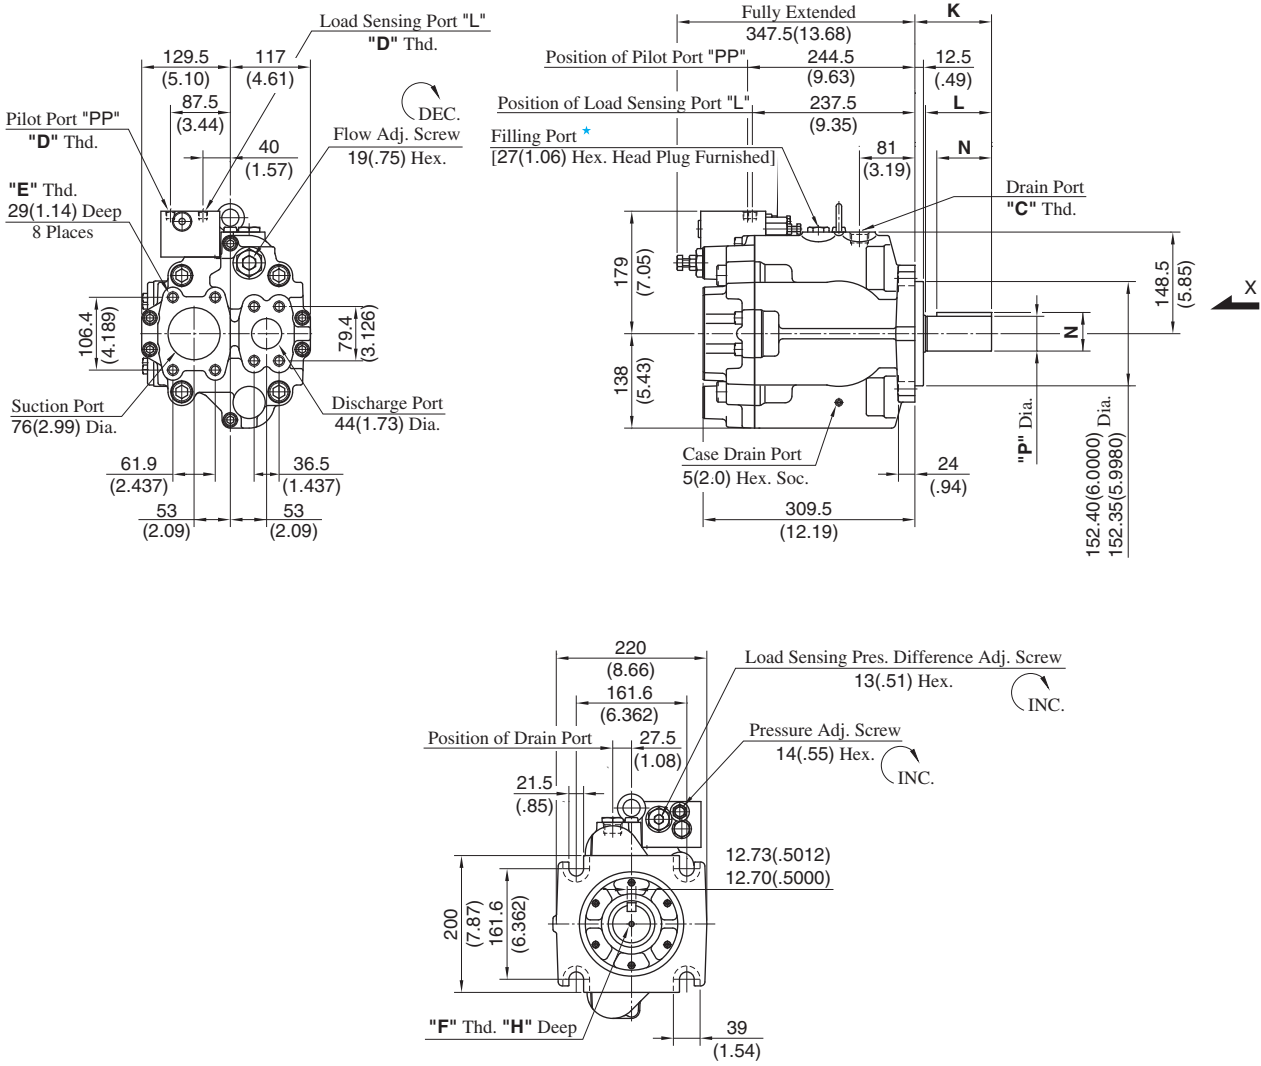 Load Sensing Port "L"
"D" Thd.
129.5
(5.10)
117
(4.61)
87.5
(3.44)
DEC.
Pilot Port "PP"
"D" Thd.
Flow Adj. Screw
19(.75) Hex.
40
(1.57)
"E" Thd.
29(1.14) Deep
8 Places
106.4
(4.189)
79.4
(3.126)
Suction Port
76(2.99) Dia.
Discharge Port
44(1.73) Dia.
61.9
(2.437)
36.5
(1.437)
53
(2.09)
53
(2.09)
Fully Extended
347.5(13.68)
K
Position of Pilot Port "PP"
244.5
(9.63)
12.5
(.49)
Position of Load Sensing Port "L"
237.5
(9.35)
L
Filling Port ★
[27(1.06) Hex. Head Plug Furnished]
81
(3.19)
N
Drain Port
"C" Thd.
179
(7.05)
138
(5.43)
148.5
(5.85)
X
N
"P" Dia.
152.40(6.0000)
152.35(5.9980)
Dia.
Case Drain Port
5(2.0) Hex. Soc.
24
(.94)
309.5
(12.19)
220
(8.66)
161.6
(6.362)
Load Sensing Pres. Difference Adj. Screw
13(.51) Hex.
INC.
Position of Drain Port
27.5
(1.08)
Pressure Adj. Screw
14(.55) Hex.
INC.
21.5
(.85)
12.73(.5012)
12.70(.5000)
200
(7.87)
161.6
(6.362)
"F" Thd. "H" Deep
39
(1.54)